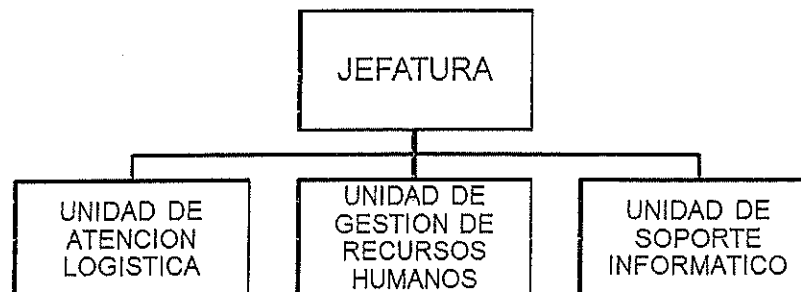 JEFATURA
UNIDAD DE
ATENCION
LOGISTICA
UNIDAD DE
GESTION DE
RECURSOS
HUMANOS
UNIDAD DE
SOPORTE
INFORMATICO